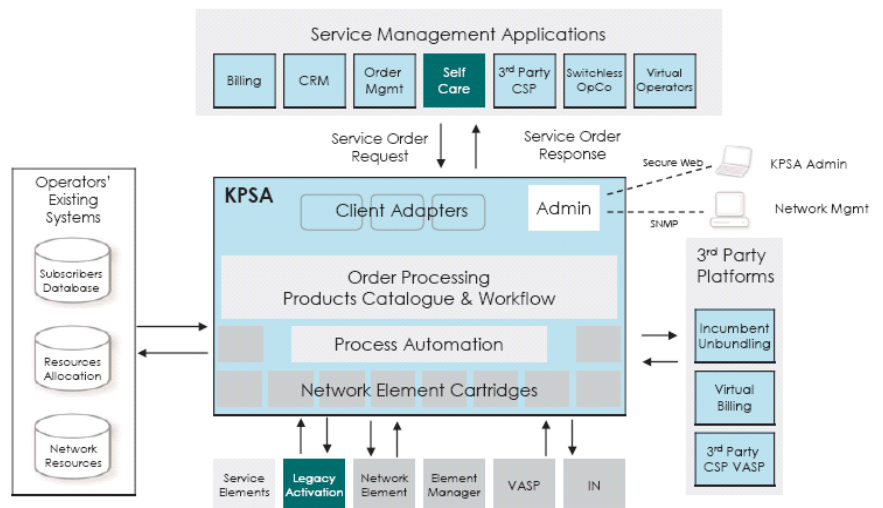 Service Management Applications
Billing
CRM
Order
Mgmt
Self
Care
3rd Party
CSP
Switchless
OpCo
Virtual
Operators
Service Order
Request
Service Order
Response
Secure Web
KPSA Admin
SNMP
Network Mgmt
Operators'
Existing
Systems
Subscribers
Database
Resources
Allocation
Network
Resources
KPSA
Client Adapters
Admin
Order Processing
Products Catalogue & Workflow
Process Automation
Network Element Cartridges
3rd Party
Platforms
Incumbent
Unbundling
Virtual
Billing
3rd Party
CSP VASP
Service
Elements
Legacy
Activation
Network
Element
Element
Manager
VASP
IN